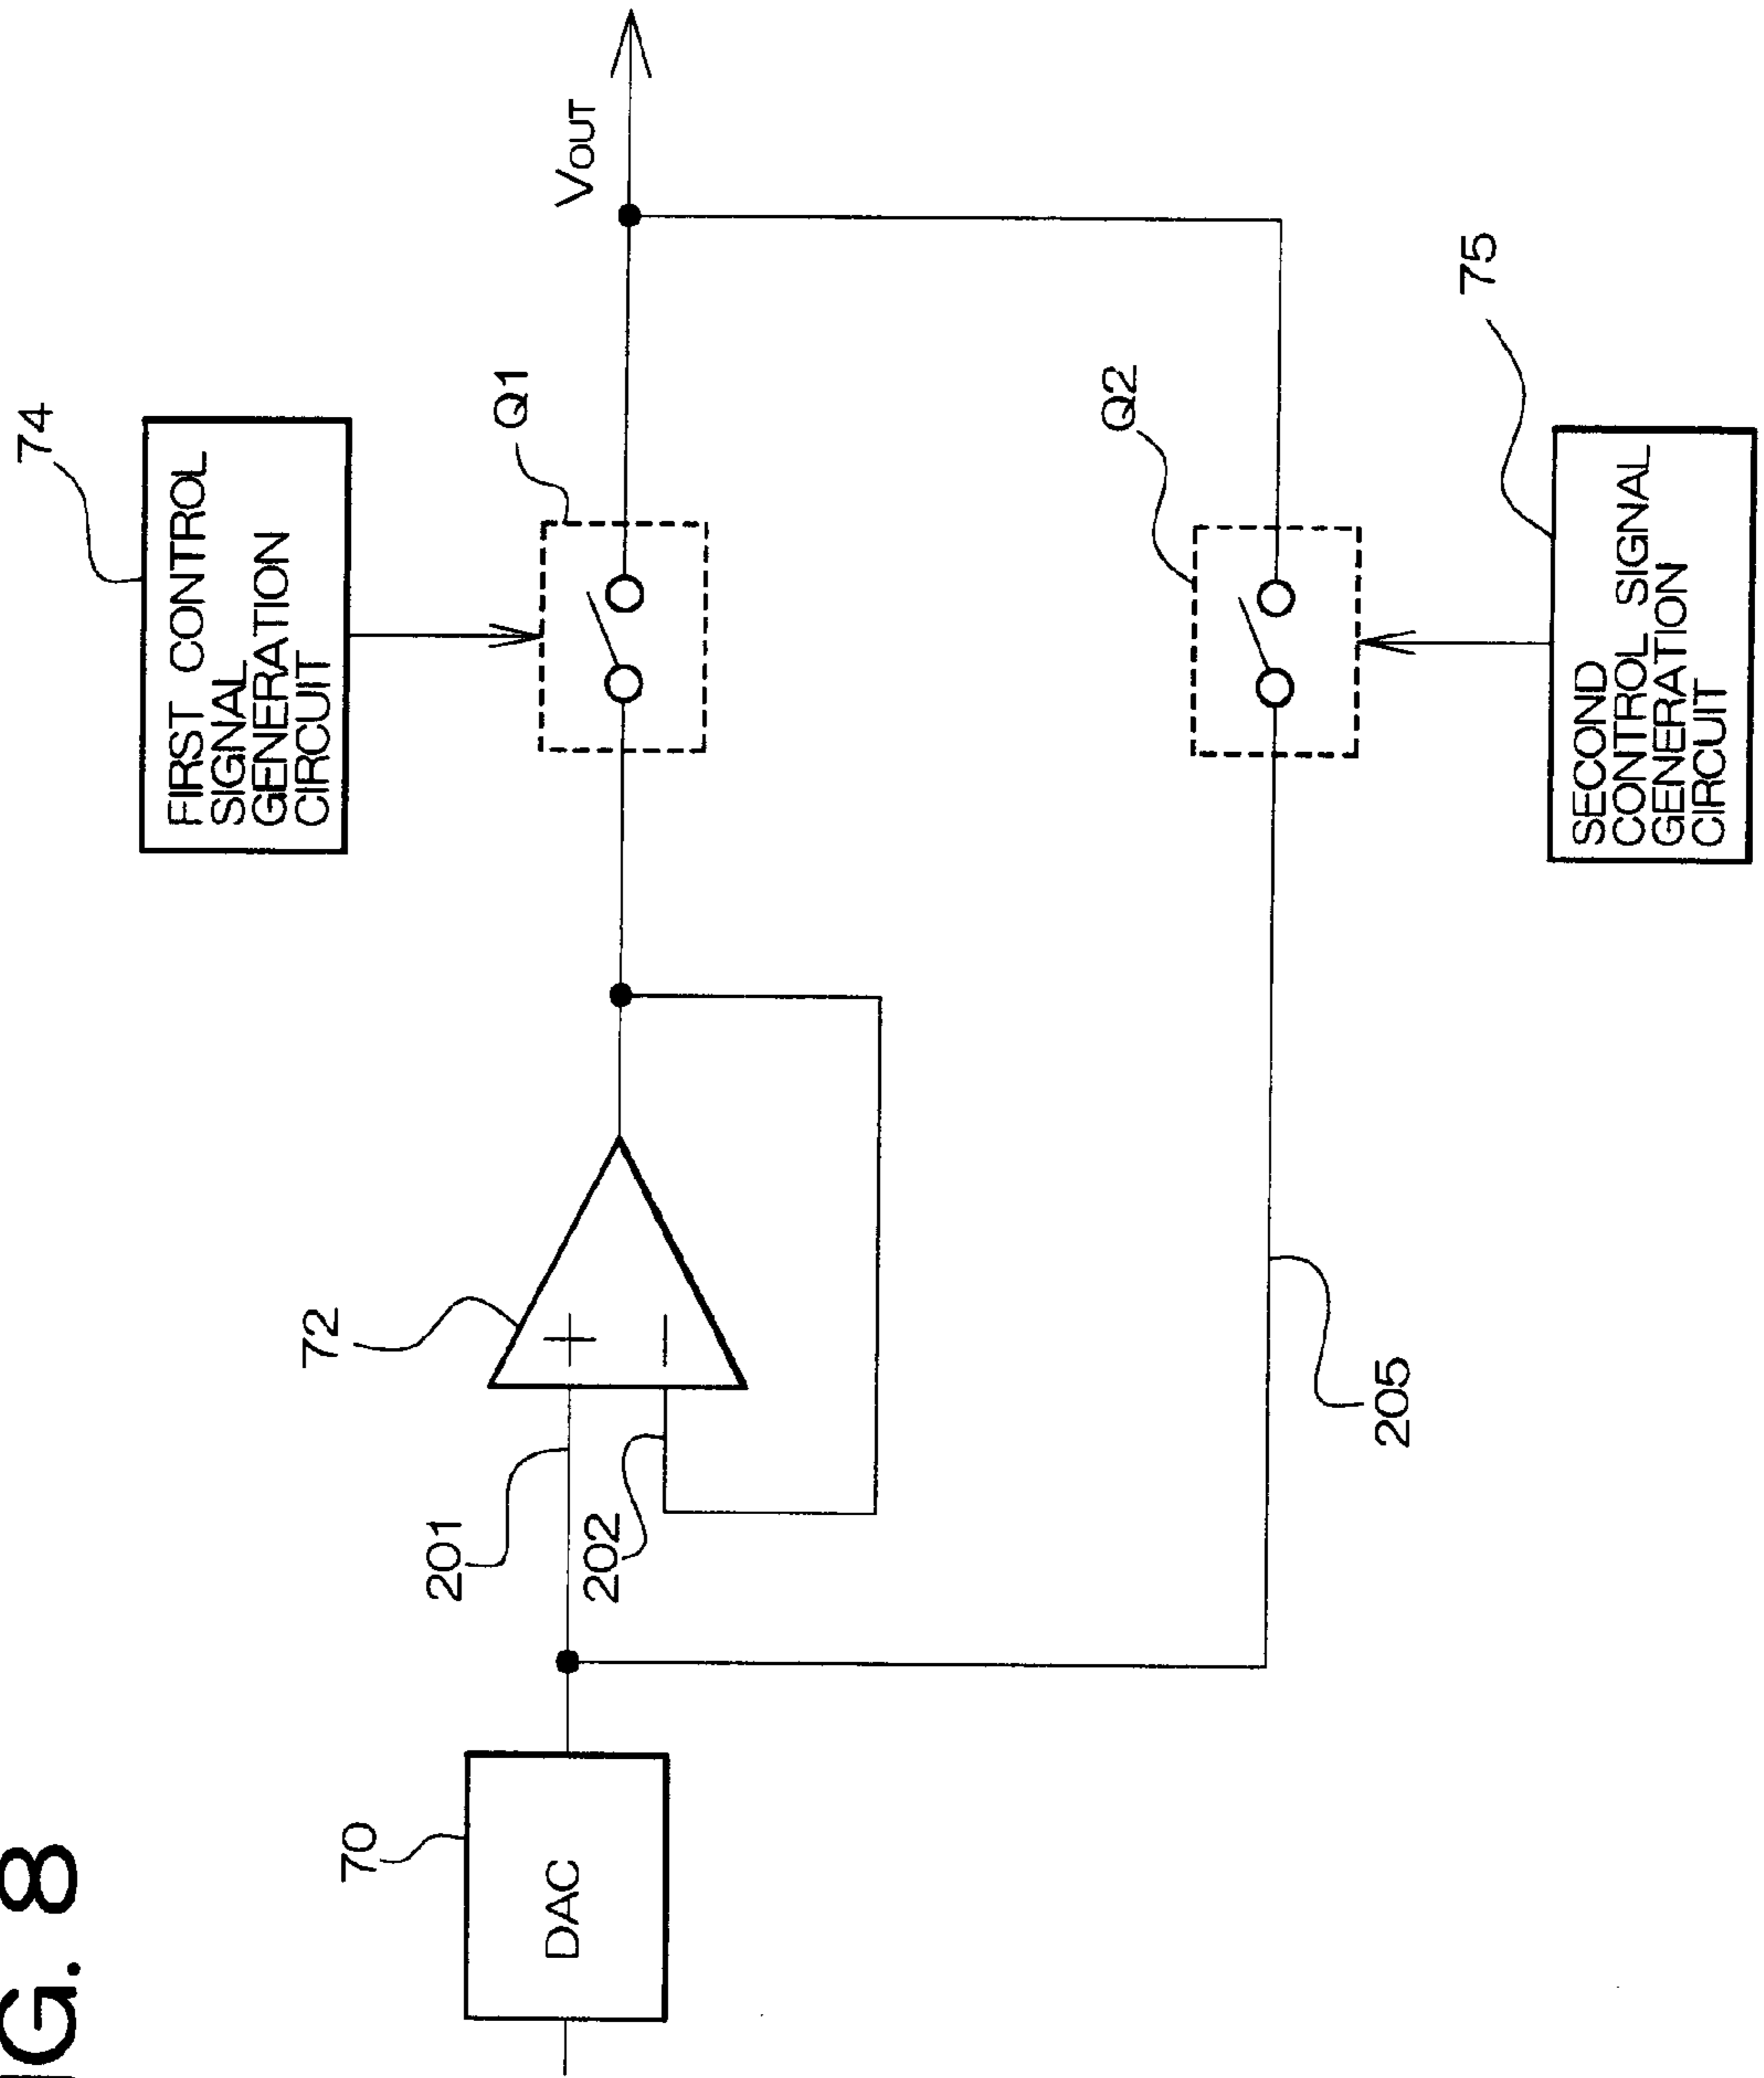 FIG. 8
74
FIRST CONTROL
SIGNAL
GENERATION
CIRCUIT
Q1
VOUT
72
70
DAC
201
202
Q2
205
75
SECOND
CONTROL SIGNAL
GENERATION
CIRCUIT